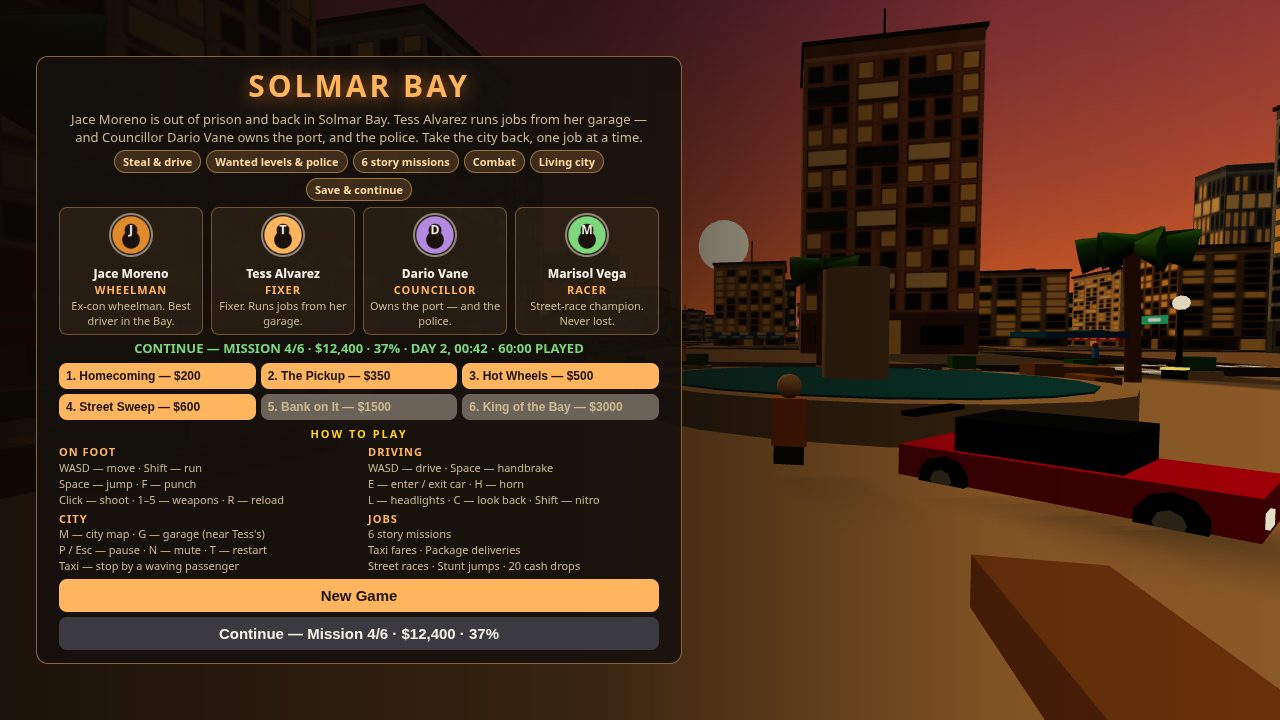 SOLMAR BAY
Jace Moreno is out of prison and back in Solmar Bay. Tess Alvarez runs jobs from her garage —
and Councillor Dario Vane owns the port, and the police. Take the city back, one job at a time.
Steal & drive
Wanted levels & police
6 story missions
Combat
Living city
Save & continue
J
Jace Moreno
WHEELMAN
Ex-con wheelman. Best
driver in the Bay.
T
Tess Alvarez
FIXER
Fixer. Runs jobs from her
garage.
D
Dario Vane
COUNCILLOR
Owns the port — and the
police.
M
Marisol Vega
RACER
Street-race champion.
Never lost.
CONTINUE — MISSION 4/6 · $12,400 · 37% · DAY 2, 00:42 · 60:00 PLAYED
1. Homecoming — $200
2. The Pickup — $350
3. Hot Wheels — $500
4. Street Sweep — $600
5. Bank on It — $1500
6. King of the Bay — $3000
HOW TO PLAY
ON FOOT
WASD — move · Shift — run
Space — jump · F — punch
Click — shoot · 1–5 — weapons · R — reload
DRIVING
WASD — drive · Space — handbrake
E — enter / exit car · H — horn
L — headlights · C — look back · Shift — nitro
CITY
M — city map · G — garage (near Tess's)
P / Esc — pause · N — mute · T — restart
Taxi — stop by a waving passenger
JOBS
6 story missions
Taxi fares · Package deliveries
Street races · Stunt jumps · 20 cash drops
New Game
Continue — Mission 4/6 · $12,400 · 37%